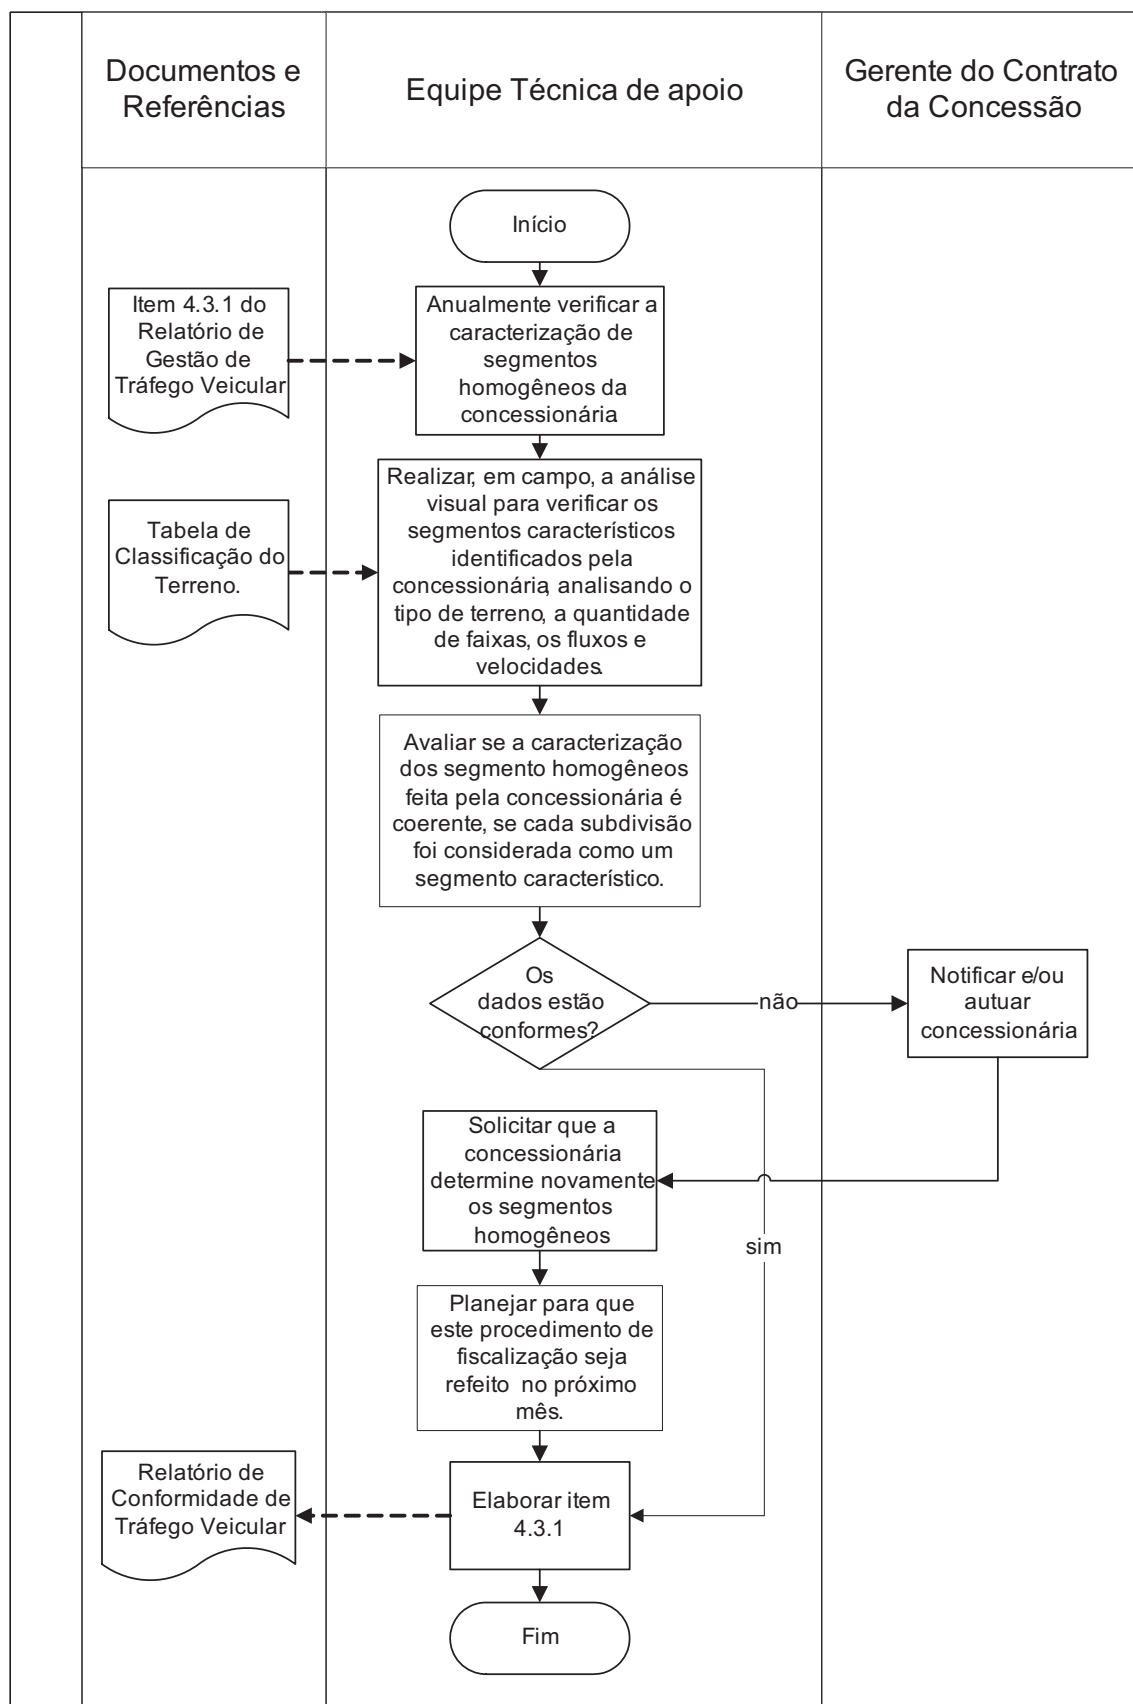 Documentos e
Referências
Equipe Técnica de apoio
Gerente do Contrato
da Concessão
Início
Item 4.3.1 do
Relatório de
Gestão de
Tráfego Veicular
Anualmente verificar a
caracterização de
segmentos
homogêneos da
concessionária
Tabela de
Classificação do
Terreno.
Realizar, em campo, a análise
visual para verificar os
segmentos característicos
identificados pela
concessionária, analisando o
tipo de terreno, a quantidade
de faixas, os fluxos e
velocidades.
Avaliar se a caracterização
dos segmento homogêneos
feita pela concessionária é
coerente, se cada subdivisão
foi considerada como um
segmento característico.
Os
dados estão
conformes?
não
Notificar e/ou
autuar
concessionária
Solicitar que a
concessionária
determine novamente
os segmentos
homogêneos
sim
Planejar para que
este procedimento de
fiscalização seja
refeito no próximo
mês.
Relatório de
Conformidade de
Tráfego Veicular
Elaborar item
4.3.1
Fim